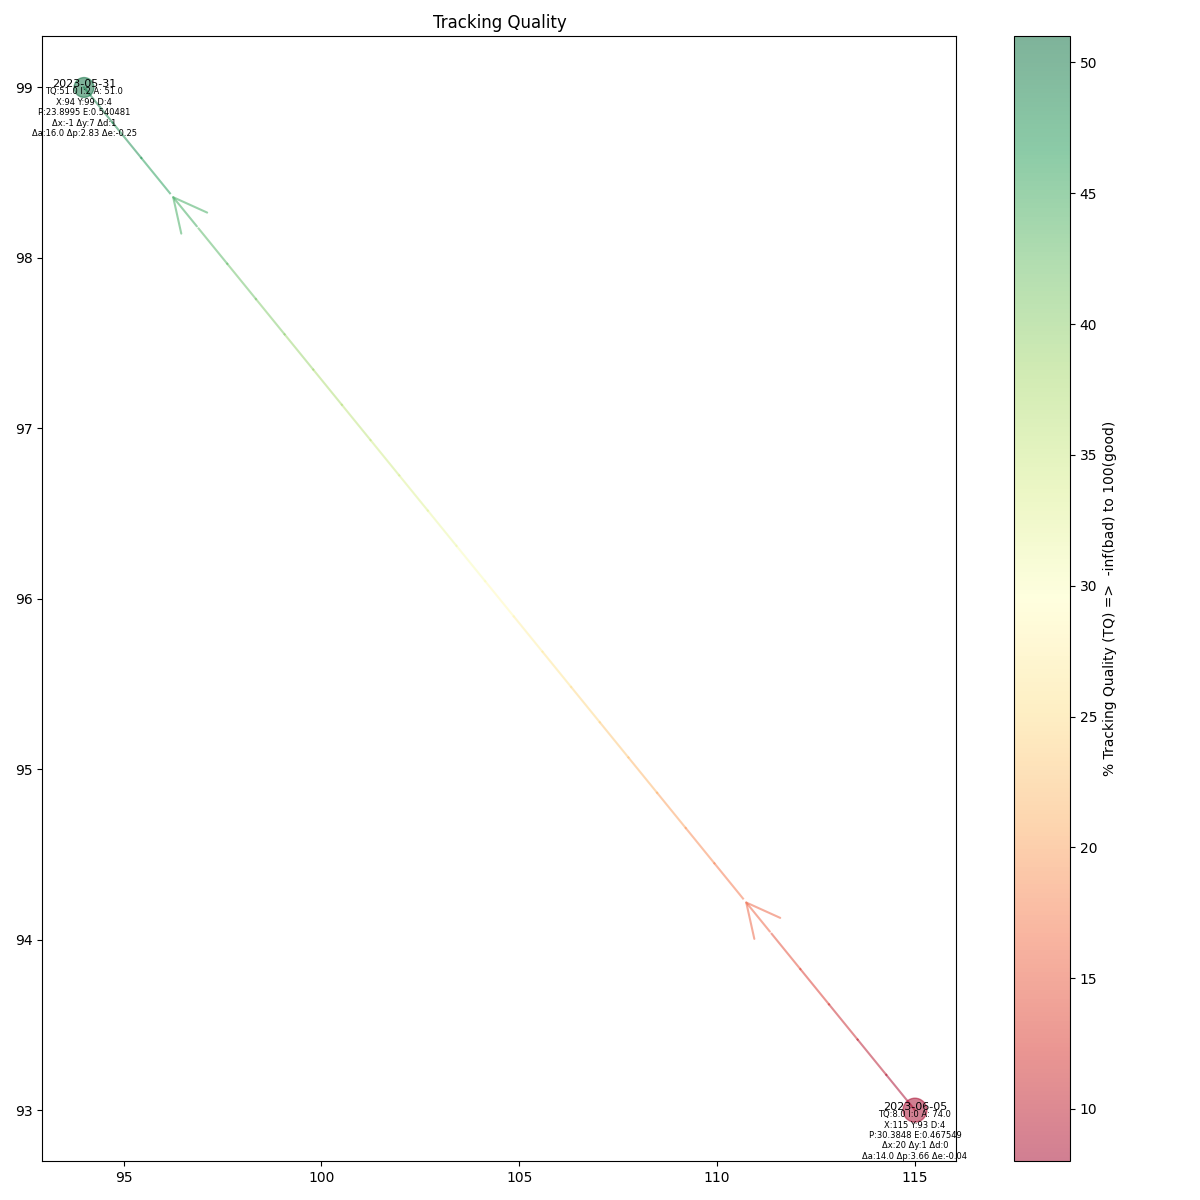 Tracking Quality
99
98
97
96
95
94
93
95
100
105
110
115
2023-05-31
TQ:51.0 I:2 A: 51.0
X:94 Y:99 D:4
P:23.8995 E:0.540481
Δx:-1 Δy:7 Δd:1
Δa:16.0 Δp:2.83 Δe:-0.25
2023-06-05
TQ:8.0 I:0 A: 74.0
X:115 Y:93 D:4
P:30.3848 E:0.467549
Δx:20 Δy:1 Δd:0
Δa:14.0 Δp:3.66 Δe:-0.04
50
45
40
35
30
25
20
15
10
% Tracking Quality (TQ) =>  -inf(bad) to 100(good)